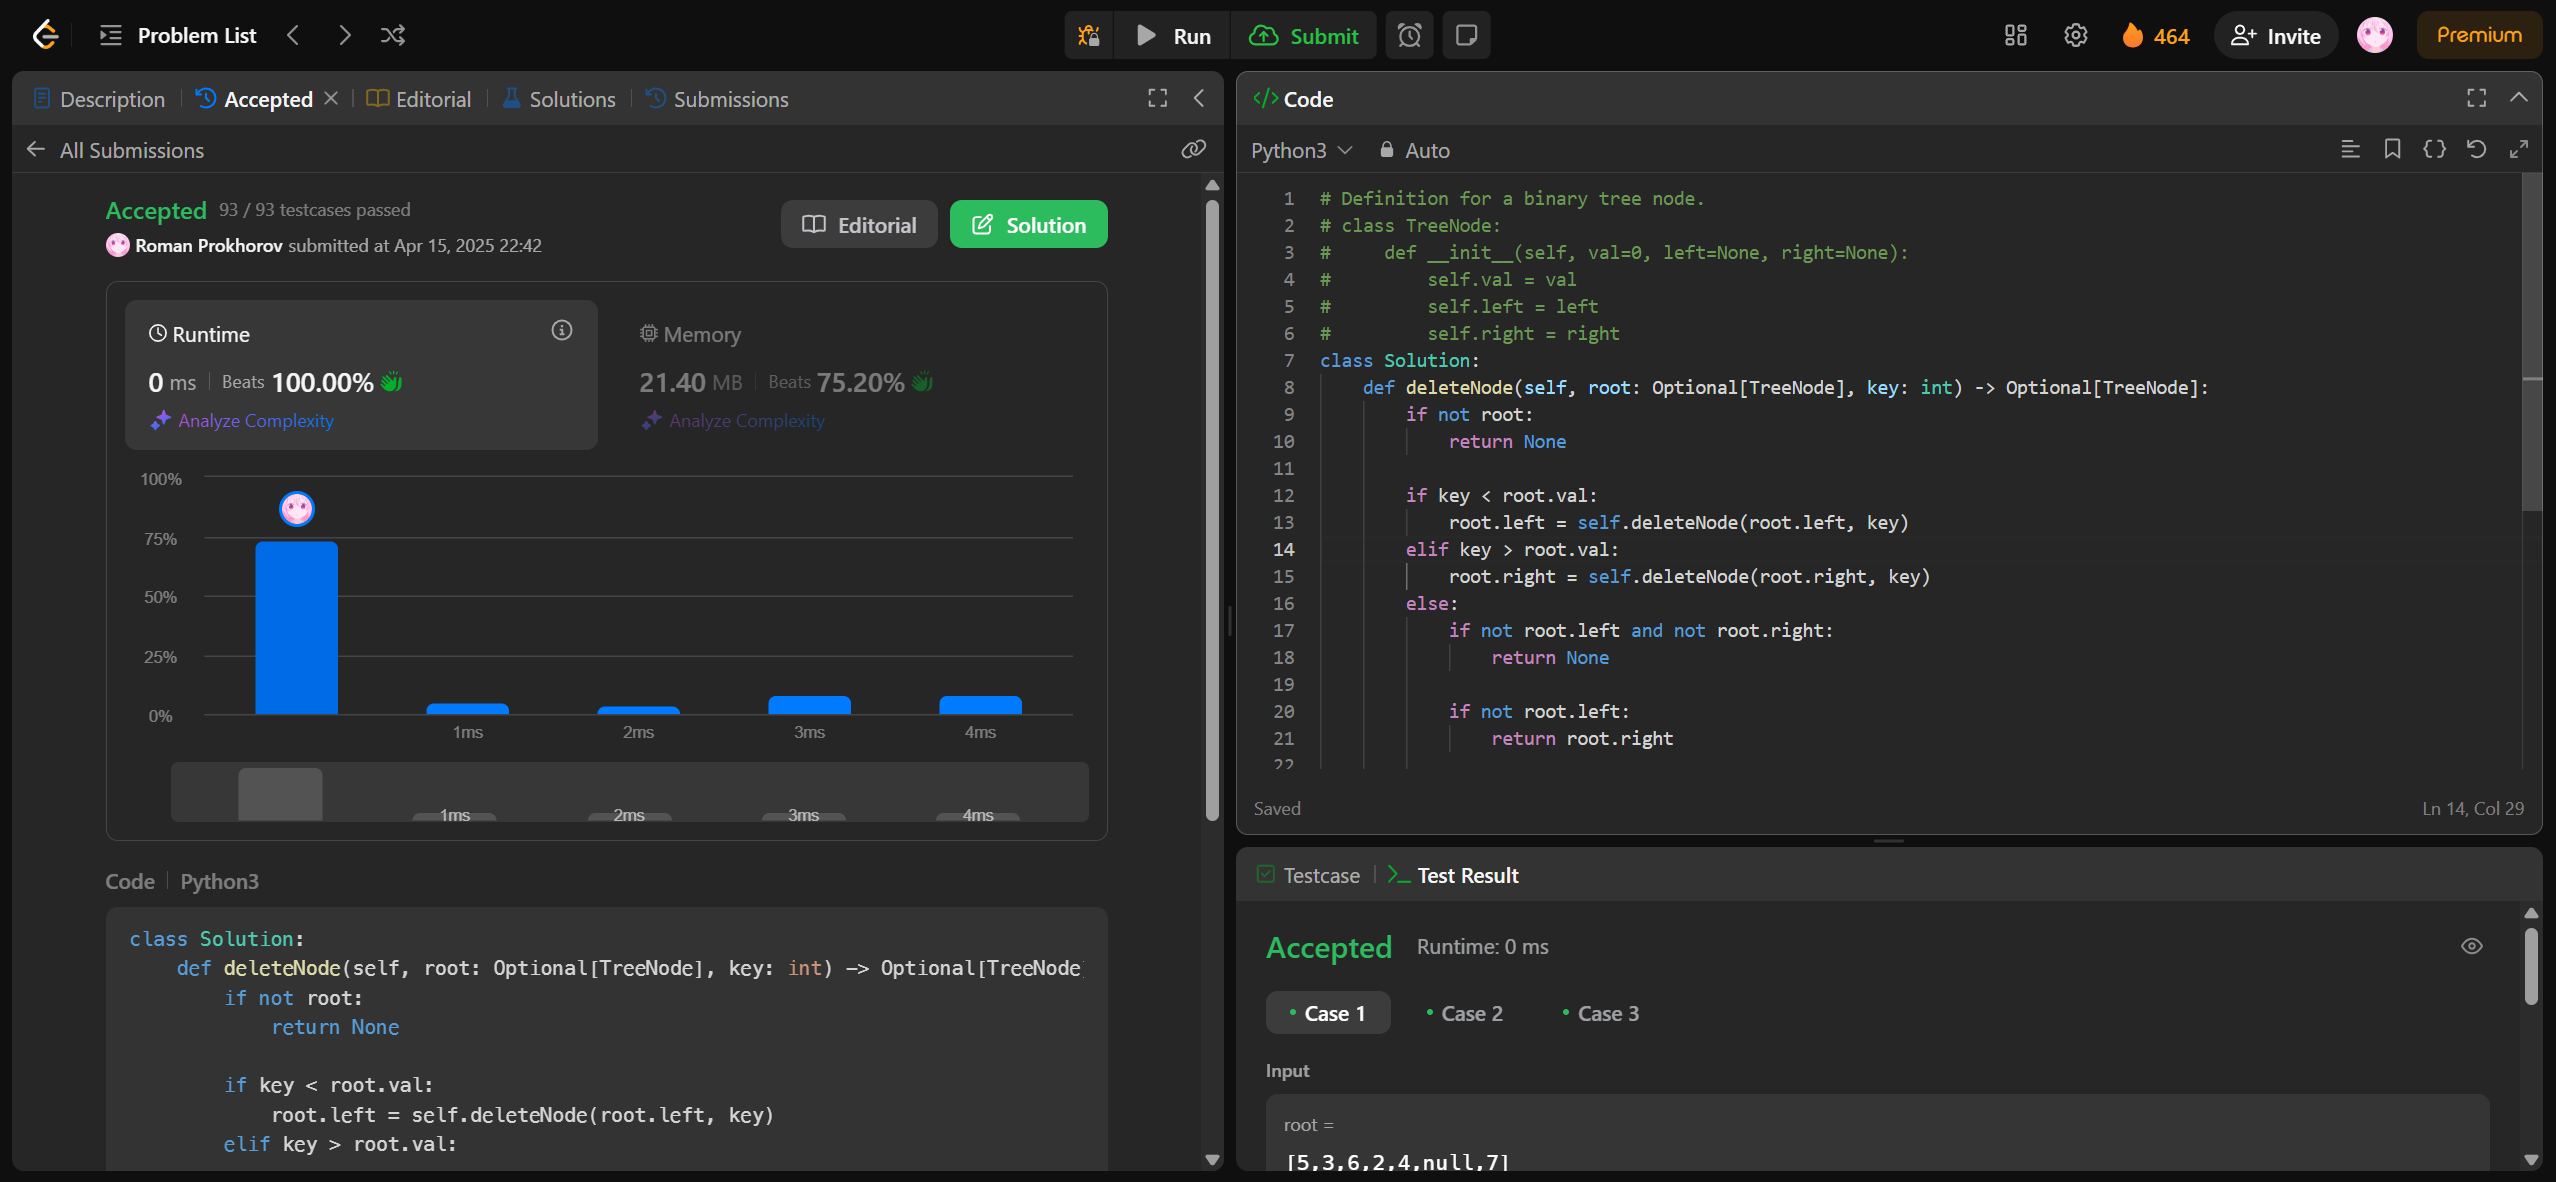 Problem List
Run
Submit
464
Invite
Premium
Description
Accepted
Editorial
Solutions
Submissions
All Submissions
Accepted 93 / 93 testcases passed
Roman Prokhorov submitted at Apr 15, 2025 22:42
Editorial
Solution
Runtime
0 ms Beats 100.00%
Analyze Complexity
Memory
21.40 MB Beats 75.20%
Analyze Complexity
100%
75%
50%
25%
0%
1ms 2ms 3ms 4ms
1ms 2ms 3ms 4ms
Code Python3
class Solution:
    def deleteNode(self, root: Optional[TreeNode], key: int) -> Optional[TreeNode]
        if not root:
            return None

        if key < root.val:
            root.left = self.deleteNode(root.left, key)
        elif key > root.val:
</> Code
Python3 Auto
1 # Definition for a binary tree node.
2 # class TreeNode:
3 #     def __init__(self, val=0, left=None, right=None):
4 #         self.val = val
5 #         self.left = left
6 #         self.right = right
7 class Solution:
8     def deleteNode(self, root: Optional[TreeNode], key: int) -> Optional[TreeNode]:
9         if not root:
10             return None
11
12         if key < root.val:
13             root.left = self.deleteNode(root.left, key)
14         elif key > root.val:
15             root.right = self.deleteNode(root.right, key)
16         else:
17             if not root.left and not root.right:
18                 return None
19
20             if not root.left:
21                 return root.right
22
Saved
Ln 14, Col 29
Testcase
Test Result
Accepted Runtime: 0 ms
Case 1
Case 2
Case 3
Input
root =
[5,3,6,2,4,null,7]